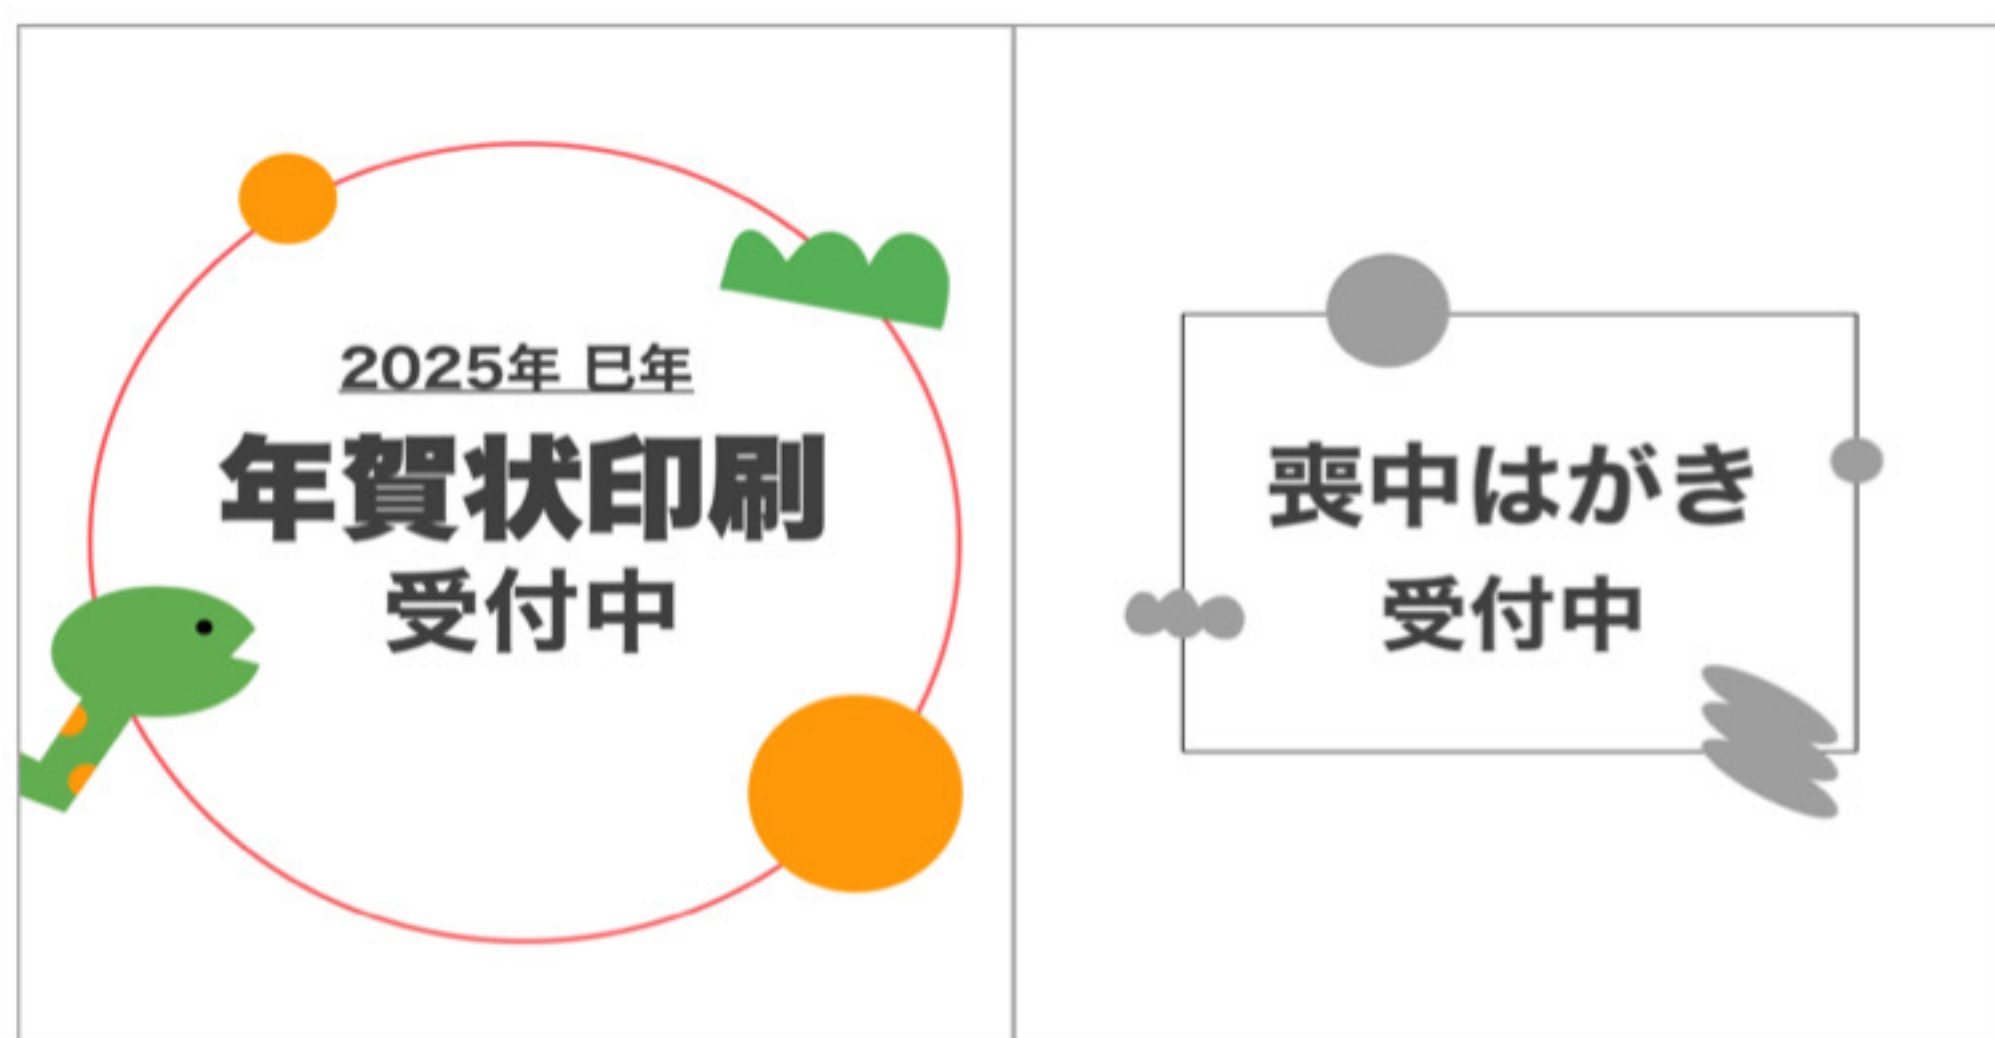 2025年 巳年
年賀状印刷
受付中
喪中はがき
受付中